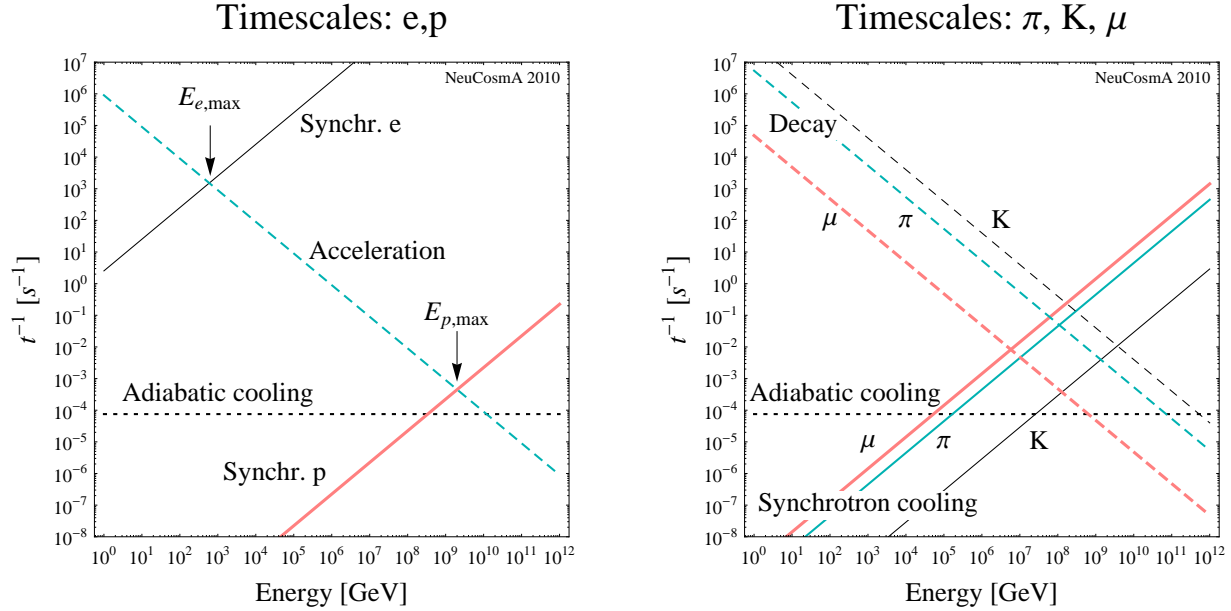 Timescales: e,p
NeuCosmA 2010
E_{e,max}
Synchr. e
Acceleration
E_{p,max}
Adiabatic cooling
Synchr. p
t^{-1} [s^{-1}]
10^7
10^6
10^5
10^4
10^3
10^2
10^1
10^0
10^{-1}
10^{-2}
10^{-3}
10^{-4}
10^{-5}
10^{-6}
10^{-7}
10^{-8}
10^0 10^1 10^2 10^3 10^4 10^5 10^6 10^7 10^8 10^9 10^{10} 10^{11} 10^{12}
Energy [GeV]
Timescales: π, K, μ
NeuCosmA 2010
Decay
μ π K
Adiabatic cooling
μ π K
Synchrotron cooling
t^{-1} [s^{-1}]
10^7
10^6
10^5
10^4
10^3
10^2
10^1
10^0
10^{-1}
10^{-2}
10^{-3}
10^{-4}
10^{-5}
10^{-6}
10^{-7}
10^{-8}
10^0 10^1 10^2 10^3 10^4 10^5 10^6 10^7 10^8 10^9 10^{10} 10^{11} 10^{12}
Energy [GeV]